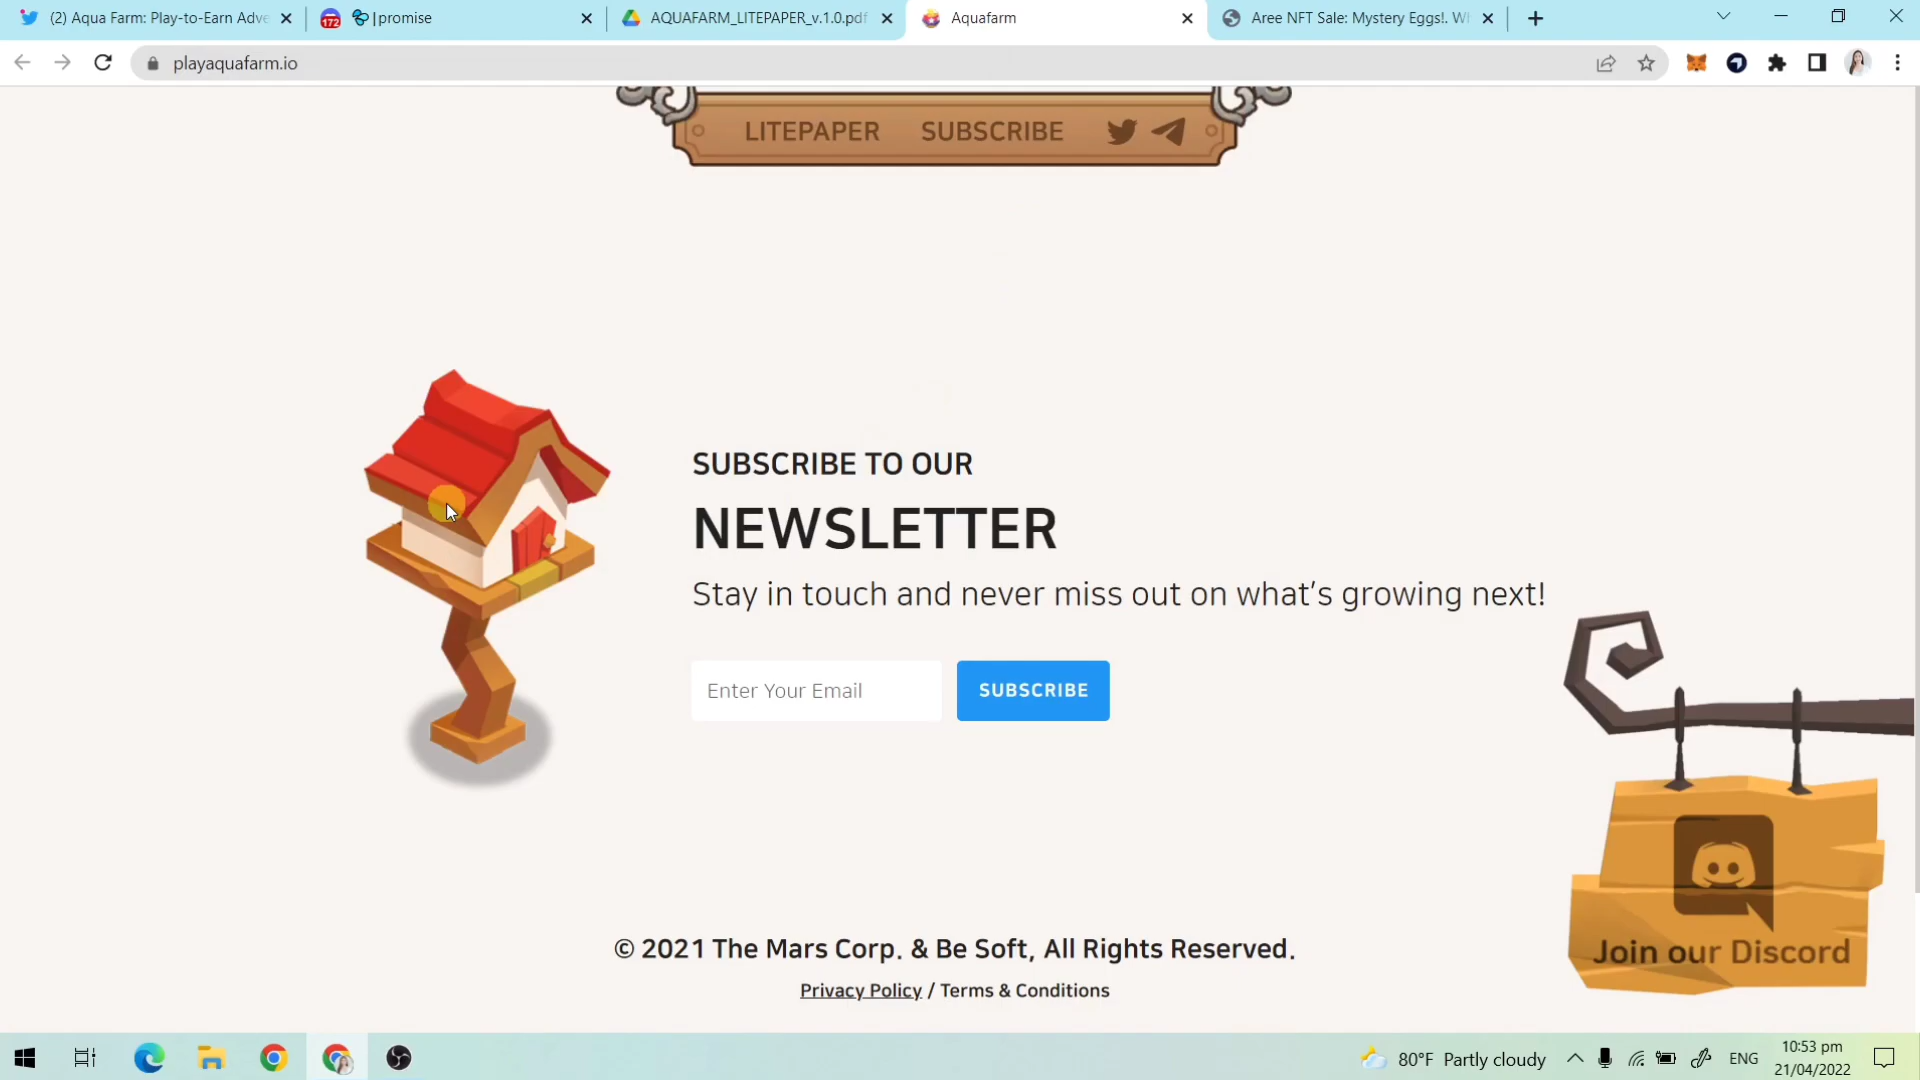 (2) Aqua Farm: Play-to-Earn Adve
172
|promise
AQUAFARM_LITEPAPER_v.1.0.pdf
Aquafarm
Aree NFT Sale: Mystery Eggs!. W
playaquafarm.io
LITEPAPER SUBSCRIBE
SUBSCRIBE TO OUR
NEWSLETTER
Stay in touch and never miss out on what's growing next!
Enter Your Email
SUBSCRIBE
Join our Discord
© 2021 The Mars Corp. & Be Soft, All Rights Reserved.
Privacy Policy / Terms & Conditions
80°F Partly cloudy
ENG
10:53 pm
21/04/2022